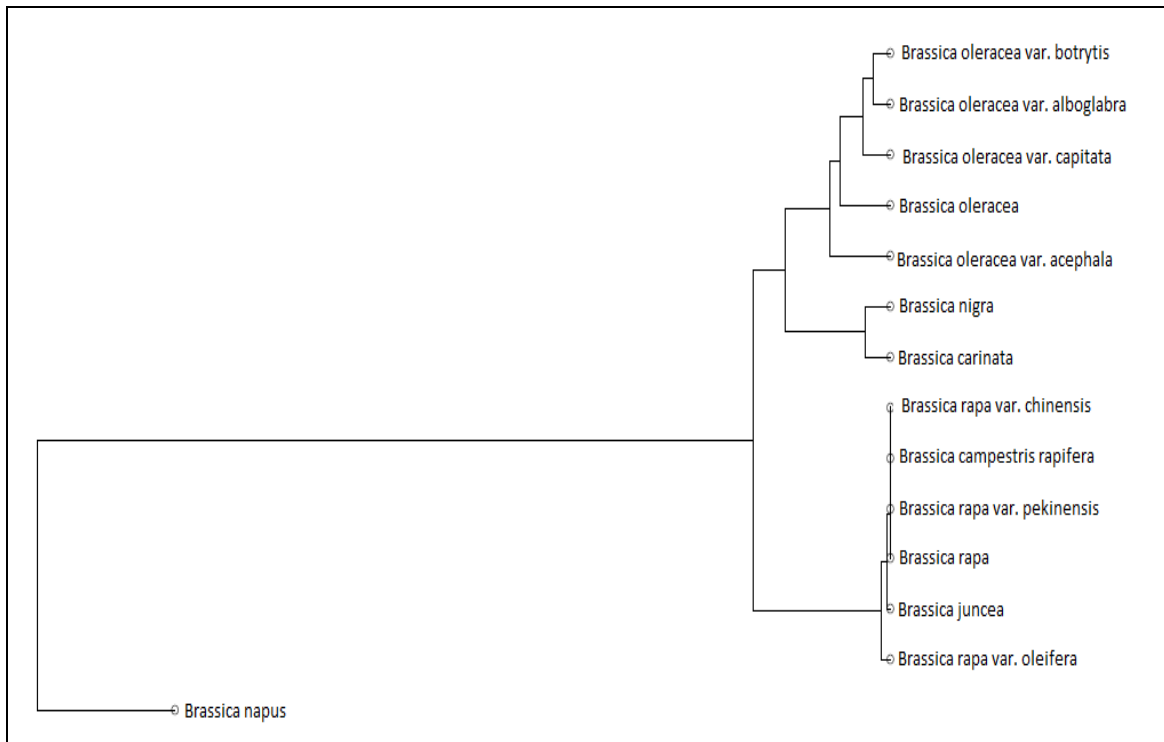 Brassica oleracea var. botrytis
Brassica oleracea var. alboglabra
Brassica oleracea var. capitata
Brassica oleracea
Brassica oleracea var. acephala
Brassica nigra
Brassica carinata
Brassica rapa var. chinensis
Brassica campestris rapifera
Brassica rapa var. pekinensis
Brassica rapa
Brassica juncea
Brassica rapa var. oleifera
Brassica napus